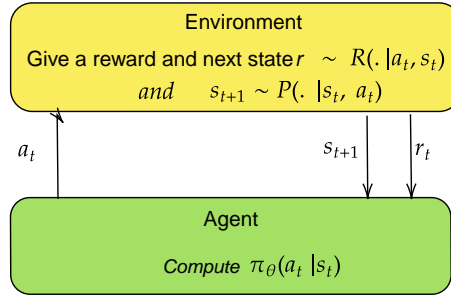 Environment
Give a reward and next state r ∼ R(. |a_t, s_t)
and s_{t+1} ∼ P(. |s_t, a_t)
a_t s_{t+1} r_t
Agent
Compute π_θ(a_t |s_t)